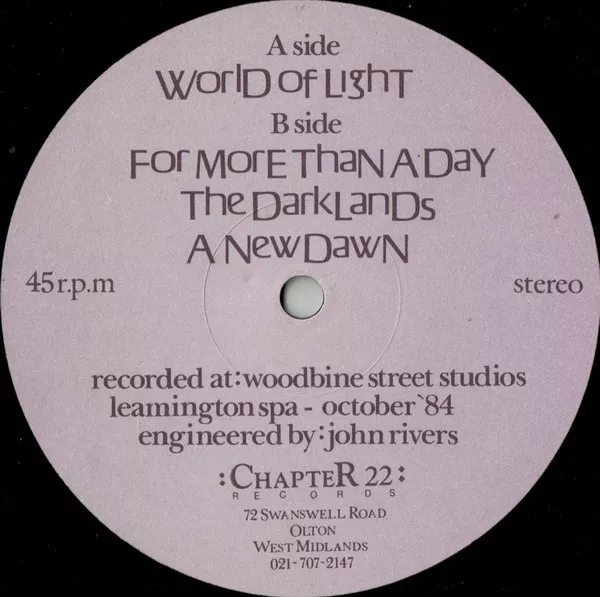 A side
World of Light
B side
For More Than A Day
The Darklands
A New Dawn
45 r.p.m
stereo
recorded at:woodbine street studios
leamington spa - october `84
engineered by:john rivers
:Chapter 22:
RECORDS
72 Swanswell Road
Olton
West Midlands
021-707-2147